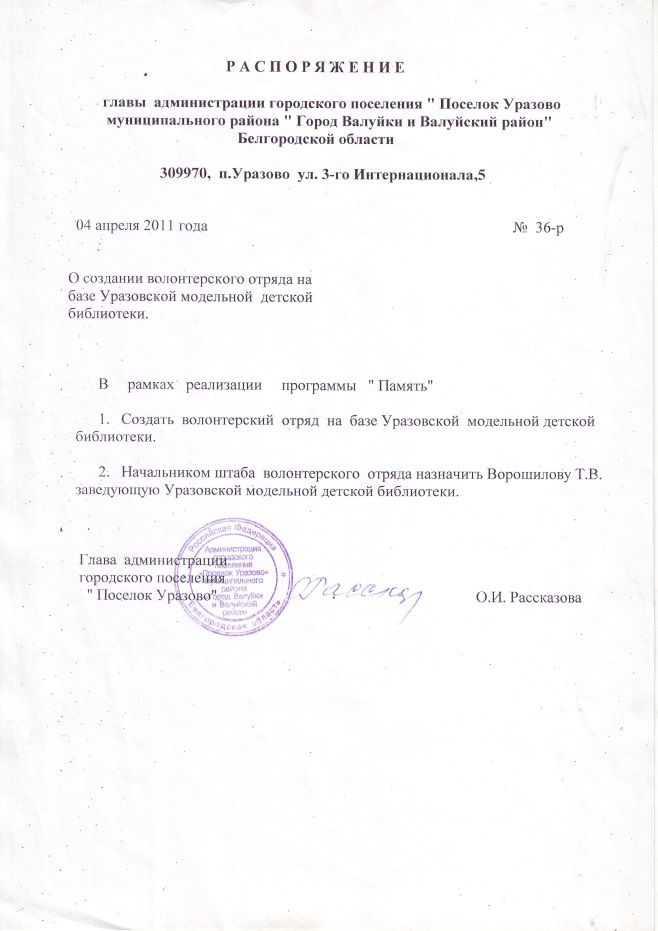 Р А С П О Р Я Ж Е Н И Е
главы администрации городского поселения " Поселок Уразово
муниципального района " Город Валуйки и Валуйский район"
Белгородской области
309970, п.Уразово ул. 3-го Интернационала,5
04 апреля 2011 года № 36-р
О создании волонтерского отряда на
базе Уразовской модельной детской
библиотеки.
В рамках реализации программы " Память"
1. Создать волонтерский отряд на базе Уразовской модельной детской
библиотеки.
2. Начальником штаба волонтерского отряда назначить Ворошилову Т.В.
заведующую Уразовской модельной детской библиотеки.
Глава администрации
городского поселения
" Поселок Уразово"
О.И. Рассказова
Российская Федерация
Администрация
городского
поселения
«Поселок Уразово»
муниципального
района
«Город Валуйки
и Валуйский
район»
* Белгородская область